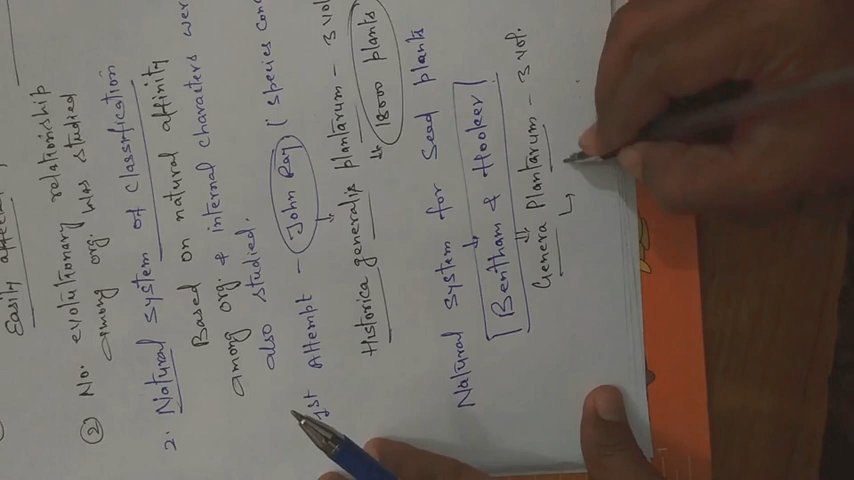 Easily affect
② No. evolutionary relationship
among org. was studied
2. Natural System of Classification
Based on natural affinity
among org. & internal characters wer
also studied.
1st Attempt - John Ray ( species con
Historica generalis plantarum - 3 vol
18000 plants
Natural System for Seed plants
[Bentham & Hooker]
Genera Plantarum - 3 vol.